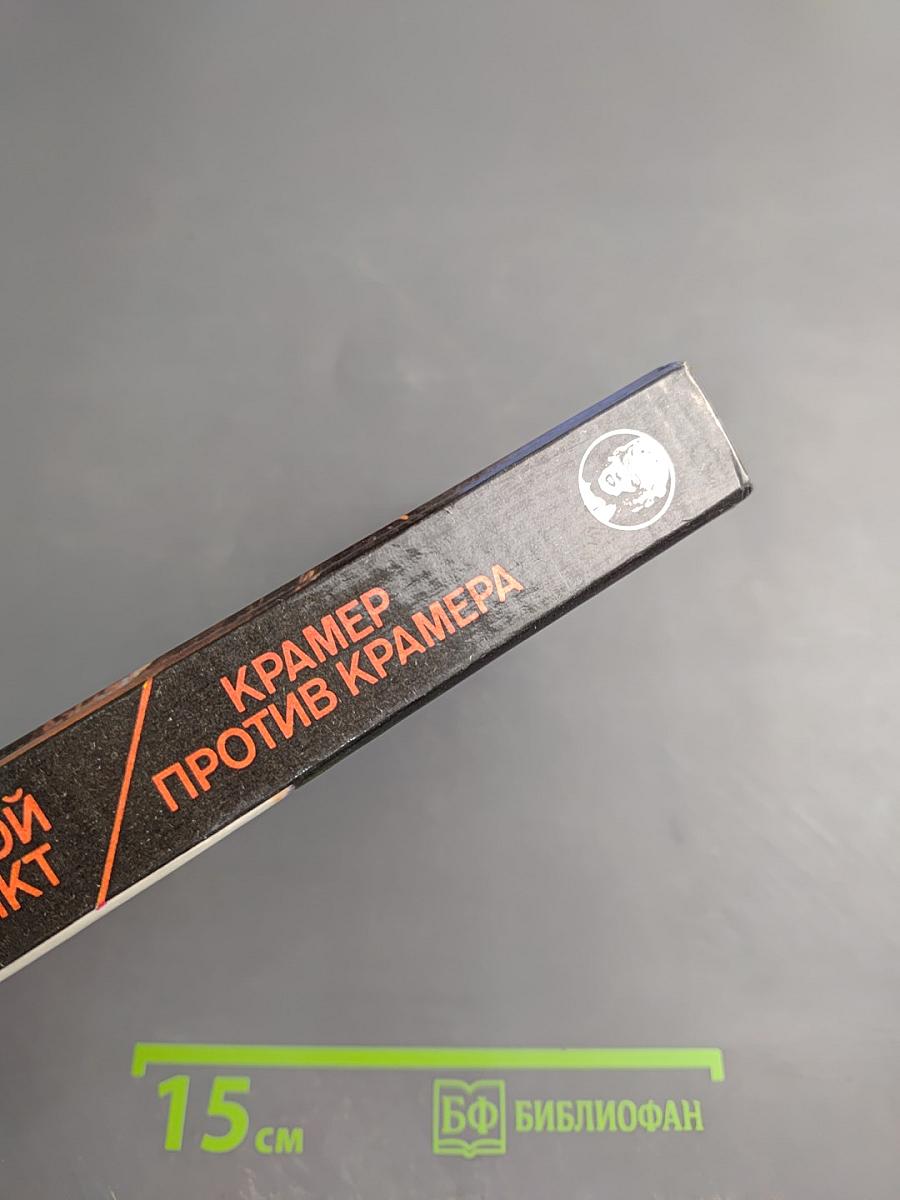 КРАМЕР
ПРОТИВ КРАМЕРА
ОЙ
КТ
15 см
БФ БИБЛИОФАН